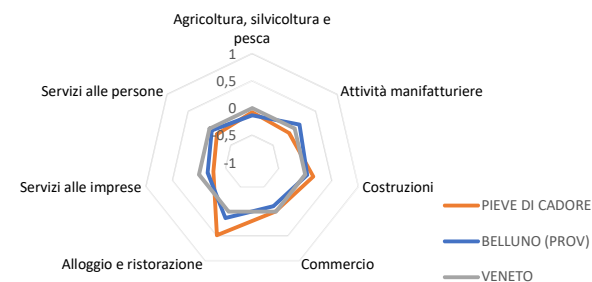 Agricoltura, silvicoltura e
pesca
1
0,5
0
-0,5
-1
Attività manifatturiere
Costruzioni
Commercio
Alloggio e ristorazione
Servizi alle imprese
Servizi alle persone
PIEVE DI CADORE
BELLUNO (PROV)
VENETO